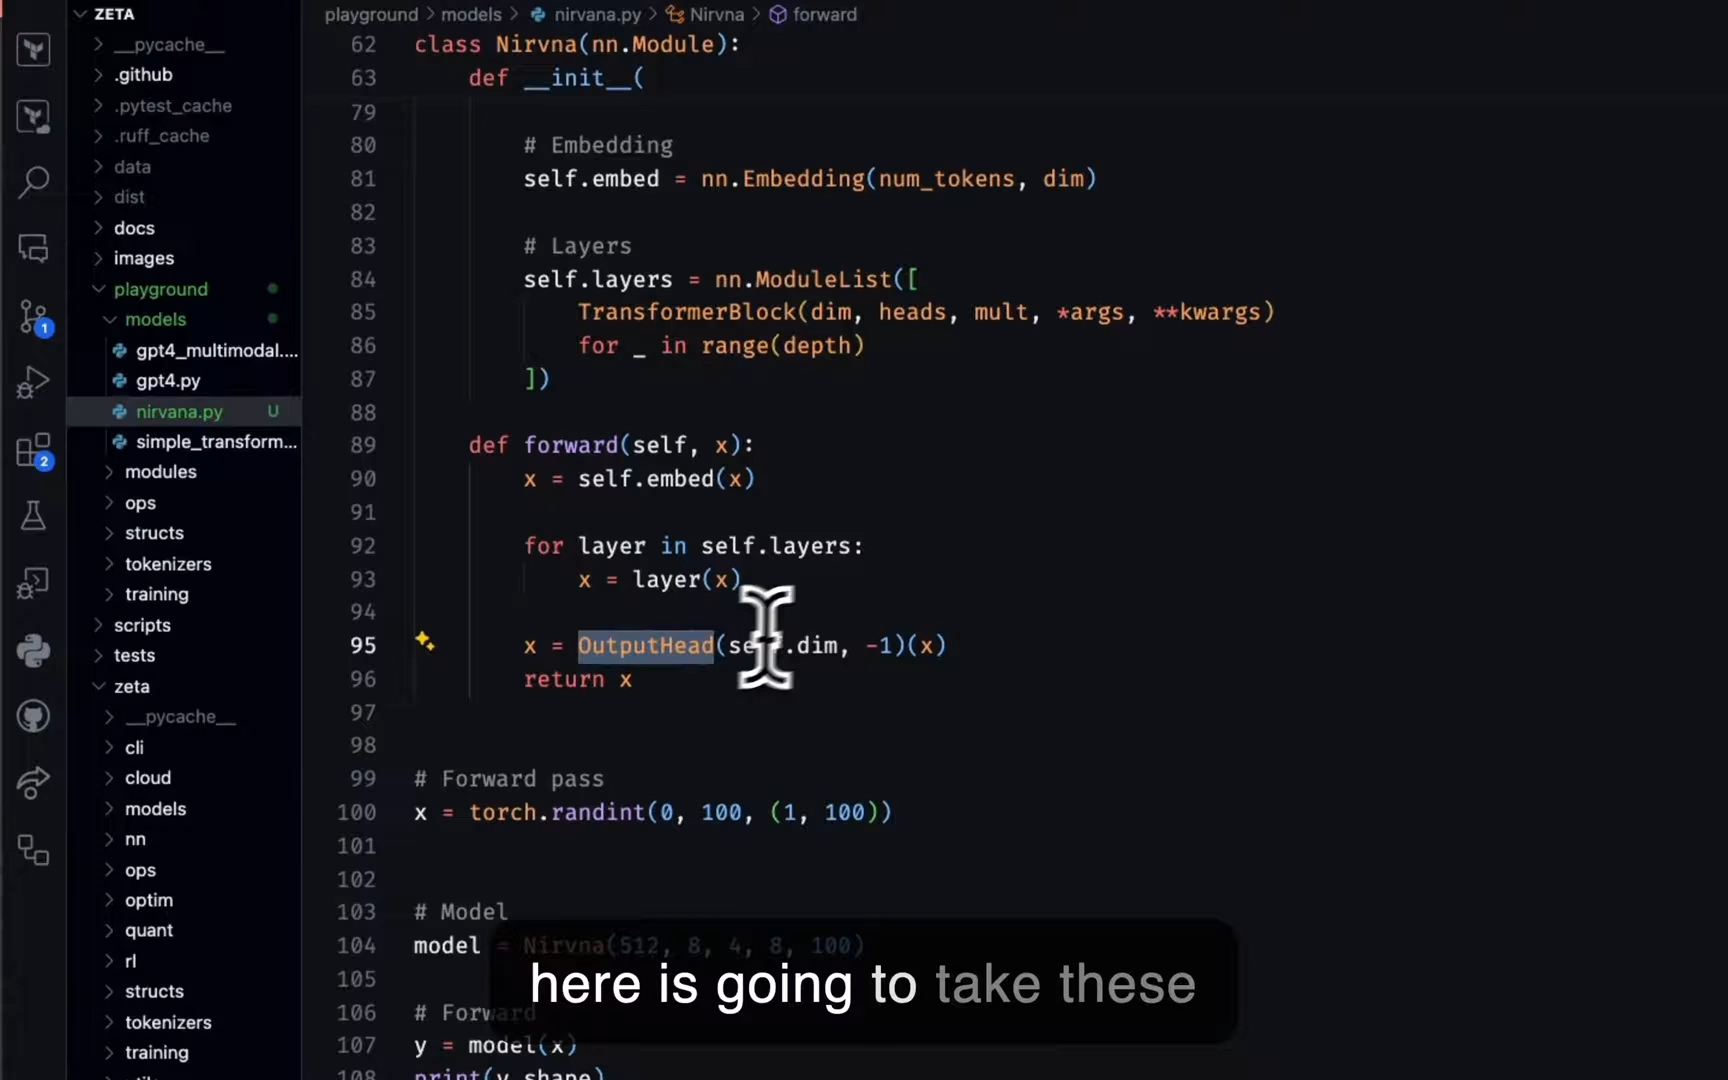 ZETA
__pycache__
.github
.pytest_cache
.ruff_cache
data
dist
docs
images
playground
models
gpt4_multimodal....
gpt4.py
nirvana.py U
simple_transform...
modules
ops
structs
tokenizers
training
scripts
tests
zeta
__pycache__
cli
cloud
models
nn
ops
optim
quant
rl
structs
tokenizers
training
1
2
playground > models > nirvana.py > Nirvna > forward
62 class Nirvna(nn.Module):
63 def __init__(
79
80 # Embedding
81 self.embed = nn.Embedding(num_tokens, dim)
82
83 # Layers
84 self.layers = nn.ModuleList([
85 TransformerBlock(dim, heads, mult, *args, **kwargs)
86 for _ in range(depth)
87 ])
88
89 def forward(self, x):
90 x = self.embed(x)
91
92 for layer in self.layers:
93 x = layer(x)
94
95 x = OutputHead(self.dim, -1)(x)
96 return x
97
98
99 # Forward pass
100 x = torch.randint(0, 100, (1, 100))
101
102
103 # Model
104 model = Nirvna(512, 8, 4, 8, 100)
105
106 # Forward
107 y = model(x)
108 print(y.shape)
here is going to take these